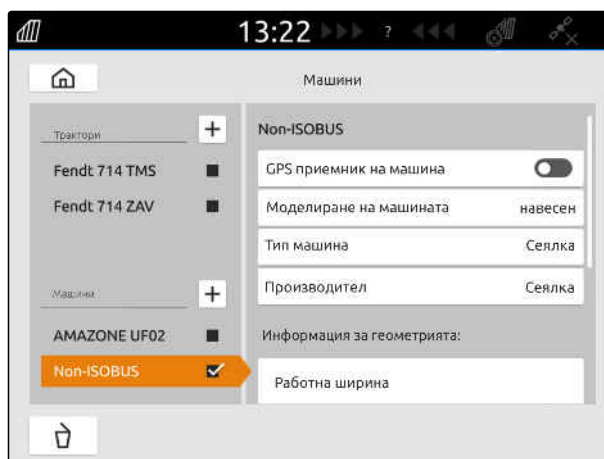 13:22 ?
Машини
Трактори
Fendt 714 TMS
Fendt 714 ZAV
Машини
AMAZONE UF02
Non-ISOBUS
Non-ISOBUS
GPS приемник на машина
Моделиране на машината навесен
Тип машина Сеялка
Производител Сеялка
Информация за геометрията:
Работна ширина